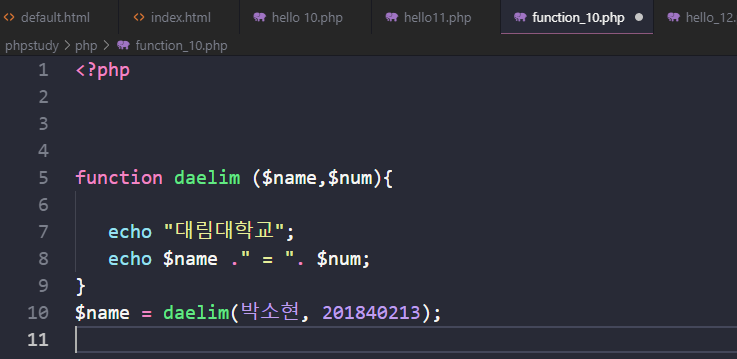 default.html index.html hello 10.php hello11.php function_10.php hello_12.
phpstudy > php > function_10.php
1 <?php
2
3
4
5 function daelim ($name,$num){
6
7 echo "대림대학교";
8 echo $name ." = ". $num;
9 }
10 $name = daelim(박소현, 201840213);
11